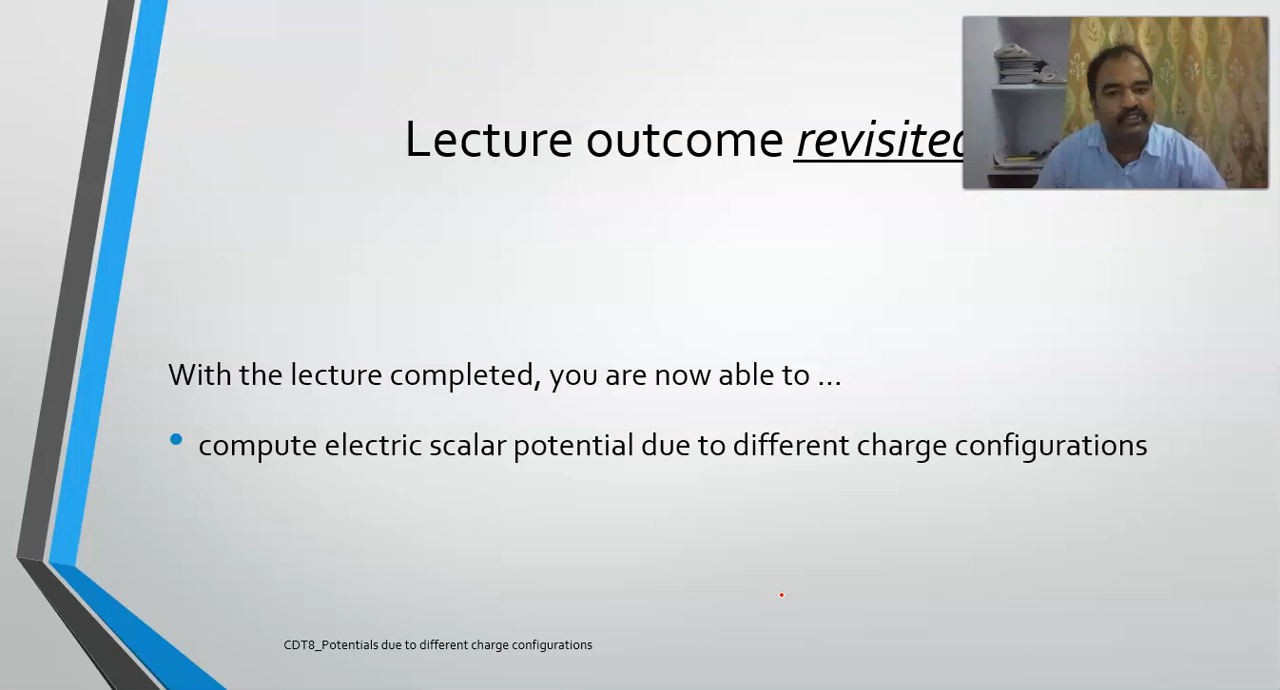 Lecture outcome revisited
With the lecture completed, you are now able to ...
• compute electric scalar potential due to different charge configurations
CDT8_Potentials due to different charge configurations